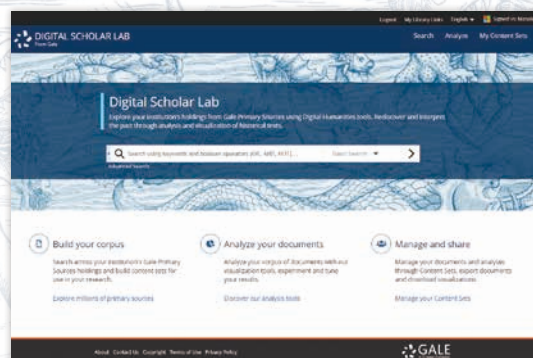 Logout My Library Links English Signed in:
DIGITAL SCHOLAR LAB
From Gale
Search Analyze My Content Sets
Digital Scholar Lab
Explore your institution's holdings from Gale Primary Sources using Digital Humanities tools. Rediscover and interpret
the past through analysis and visualization of historical texts.
Search using keywords and boolean operators
Advanced Search
Build your corpus
Search across your institution's Gale Primary
Sources holdings and build content sets for
use in your research.
Explore millions of primary sources
Analyze your documents
Analyze your corpus of documents with our
visualization tools, experiment and tune
your results.
Discover our analysis tools
Manage and share
Manage your documents and analyses
through Content Sets, export documents
and download visualizations.
Manage your Content Sets
About Contact Us Copyright Terms of Use Privacy Policy
GALE